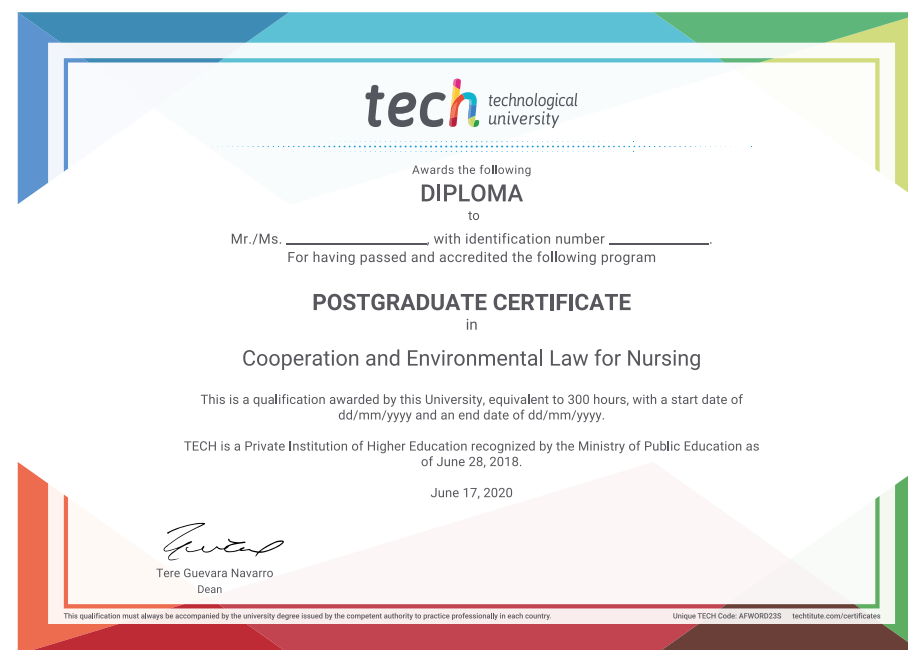 tech technological
university
Awards the following
DIPLOMA
to
Mr./Ms. ____________________, with identification number ______________.
For having passed and accredited the following program
POSTGRADUATE CERTIFICATE
in
Cooperation and Environmental Law for Nursing
This is a qualification awarded by this University, equivalent to 300 hours, with a start date of
dd/mm/yyyy and an end date of dd/mm/yyyy.
TECH is a Private Institution of Higher Education recognized by the Ministry of Public Education as
of June 28, 2018.
June 17, 2020
Tere Guevara Navarro
Dean
This qualification must always be accompanied by the university degree issued by the competent authority to practice professionally in each country. Unique TECH Code: AFWORD23S techtitute.com/certificates